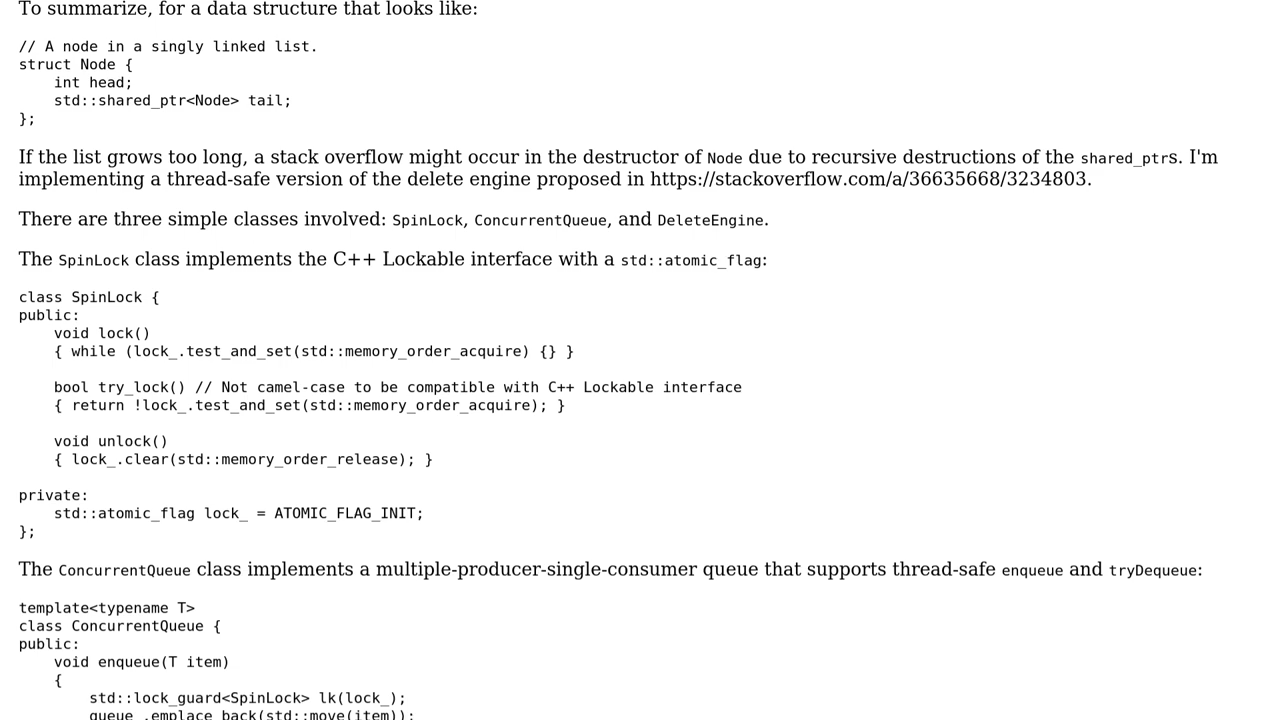 To summarize, for a data structure that looks like:
// A node in a singly linked list.
struct Node {
    int head;
    std::shared_ptr<Node> tail;
};
If the list grows too long, a stack overflow might occur in the destructor of Node due to recursive destructions of the shared_ptrs. I'm
implementing a thread-safe version of the delete engine proposed in https://stackoverflow.com/a/36635668/3234803.
There are three simple classes involved: SpinLock, ConcurrentQueue, and DeleteEngine.
The SpinLock class implements the C++ Lockable interface with a std::atomic_flag:
class SpinLock {
public:
    void lock()
    { while (lock_.test_and_set(std::memory_order_acquire) {} }
    bool try_lock() // Not camel-case to be compatible with C++ Lockable interface
    { return !lock_.test_and_set(std::memory_order_acquire); }
    void unlock()
    { lock_.clear(std::memory_order_release); }
private:
    std::atomic_flag lock_ = ATOMIC_FLAG_INIT;
};
The ConcurrentQueue class implements a multiple-producer-single-consumer queue that supports thread-safe enqueue and tryDequeue:
template<typename T>
class ConcurrentQueue {
public:
    void enqueue(T item)
    {
        std::lock_guard<SpinLock> lk(lock_);
        queue_.emplace_back(std::move(item));